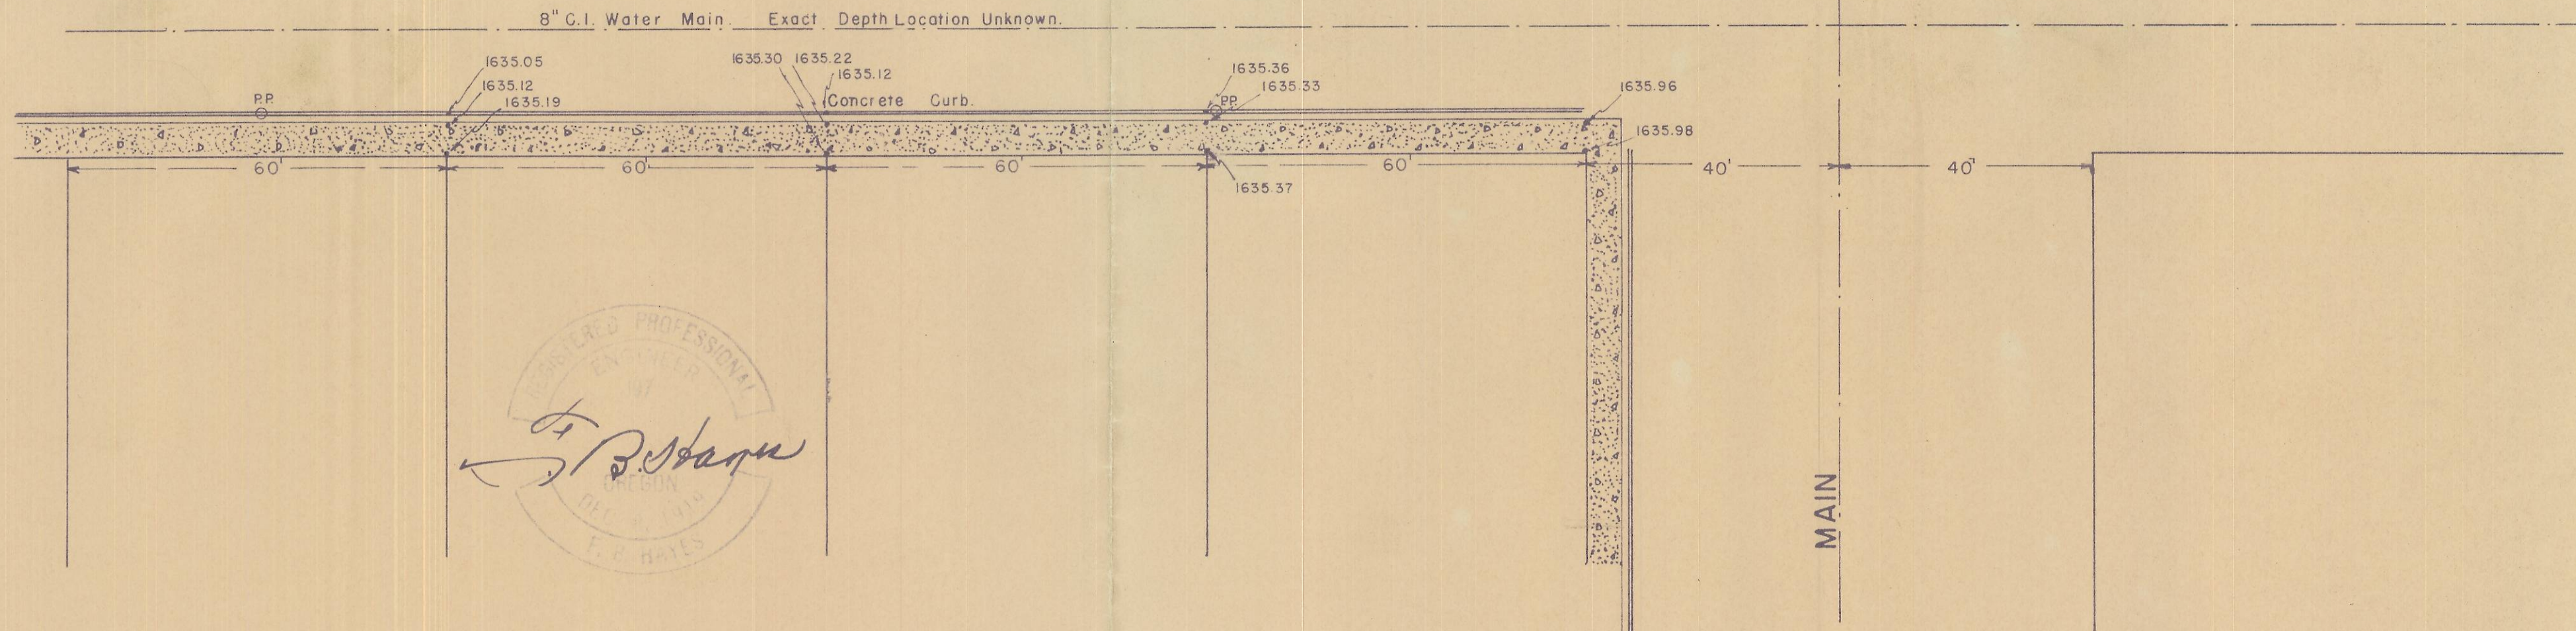 8" C.I. Water Main. Exact Depth Location Unknown.
1635.05
1635.12
1635.19
1635.30 1635.22
1635.12
1635.36
1635.33
1635.96
1635.98
P.P.
Concrete Curb.
P.P.
60' 60' 60' 60' 40' 40'
1635.37
REGISTERED PROFESSIONAL
ENGINEER
F. B. Hayes
OREGON
F. B. HAYES
MAIN